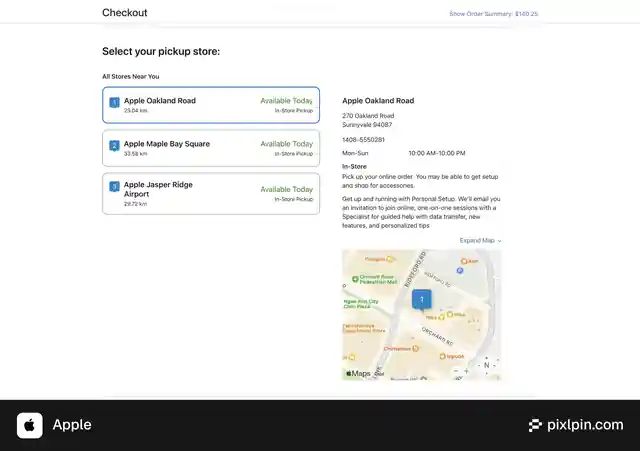 Checkout
Show Order Summary: $140.25
Select your pickup store:
All Stores Near You
1
Apple Oakland Road
25.04 km
Available Today
In-Store Pickup
2
Apple Maple Bay Square
33.58 km
Available Today
In-Store Pickup
3
Apple Jasper Ridge
Airport
29.72 km
Available Today
In-Store Pickup
Apple Oakland Road
270 Oakland Road
Sunnyvale 94087
1408-5550281
Mon-Sun 10:00 AM-10:00 PM
In-Store
Pick up your online order. You may be able to get setup
and shop for accessories.
Get up and running with Personal Setup. We'll email you
an invitation to join online, one-on-one sessions with a
Specialist for guided help with data transfer, new
features, and personalized tips
Expand Map
ORCHARD RD
Maps
N
Apple
pixlpin.com